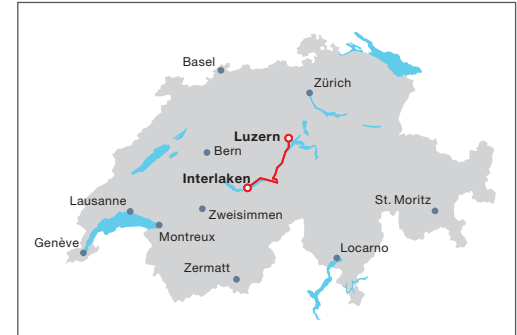 Basel
Zürich
Luzern
Bern
Interlaken
Lausanne
St. Moritz
Zweisimmen
Genève
Montreux
Locarno
Zermatt